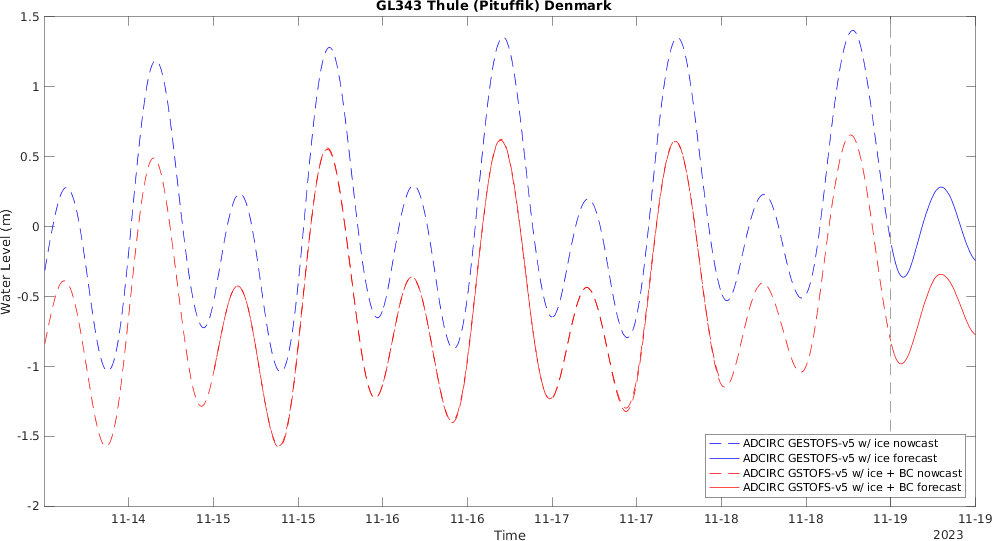 GL343 Thule (Pituffik) Denmark
1.5
1
0.5
0
-0.5
-1
-1.5
-2
Water Level (m)
ADCIRC GESTOFS-v5 w/ ice nowcast
ADCIRC GESTOFS-v5 w/ ice forecast
ADCIRC GSTOFS-v5 w/ ice + BC nowcast
ADCIRC GSTOFS-v5 w/ ice + BC forecast
11-14 11-15 11-15 11-16 11-16 11-17 11-17 11-18 11-18 11-19 11-19
Time
2023